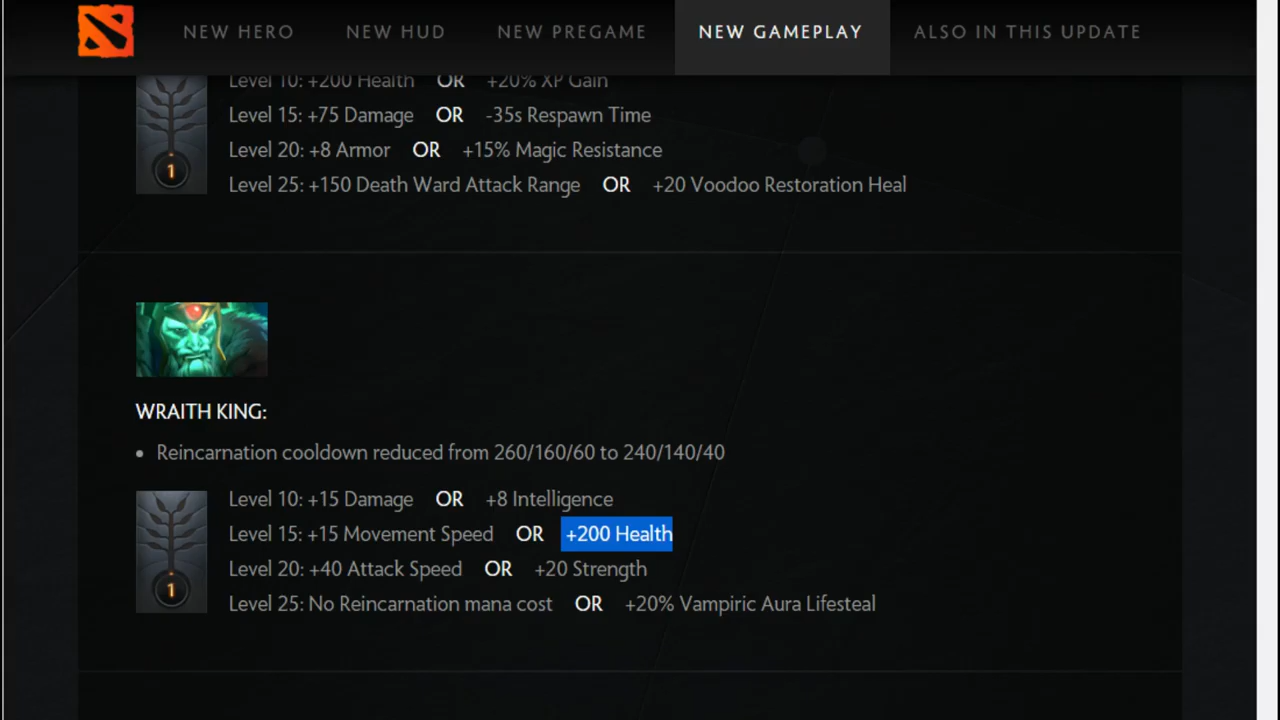 NEW HERO NEW HUD NEW PREGAME NEW GAMEPLAY ALSO IN THIS UPDATE
Level 10: +200 Health OR +20% XP Gain
Level 15: +75 Damage OR -35s Respawn Time
Level 20: +8 Armor OR +15% Magic Resistance
1
Level 25: +150 Death Ward Attack Range OR +20 Voodoo Restoration Heal
WRAITH KING:
• Reincarnation cooldown reduced from 260/160/60 to 240/140/40
Level 10: +15 Damage OR +8 Intelligence
Level 15: +15 Movement Speed OR +200 Health
Level 20: +40 Attack Speed OR +20 Strength
1
Level 25: No Reincarnation mana cost OR +20% Vampiric Aura Lifesteal